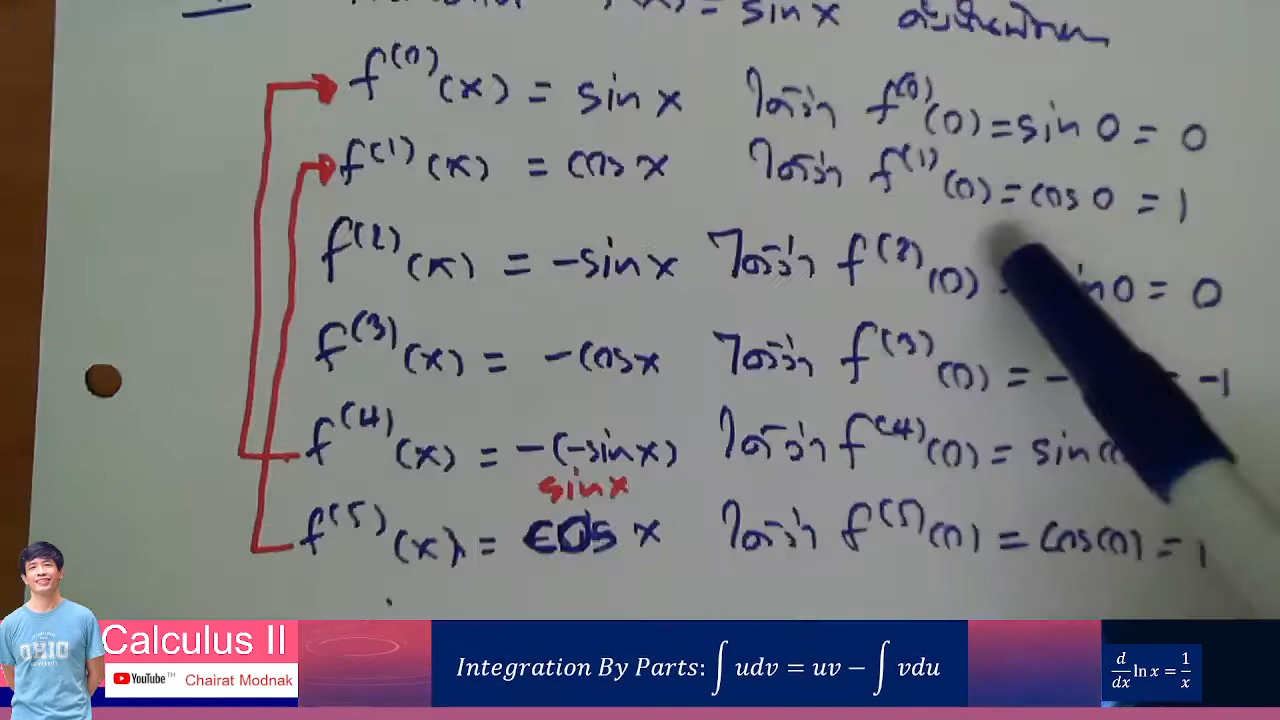 f(x) = sin x
f⁽⁰⁾(x) = sin x ได้ว่า f⁽⁰⁾(0) = sin 0 = 0
f⁽¹⁾(x) = cos x ได้ว่า f⁽¹⁾(0) = cos 0 = 1
f⁽²⁾(x) = -sin x ได้ว่า f⁽²⁾(0) = sin 0 = 0
f⁽³⁾(x) = -cos x ได้ว่า f⁽³⁾(0) = - = -1
f⁽⁴⁾(x) = -(-sin x) ได้ว่า f⁽⁴⁾(0) = sin(
sin x
f⁽⁵⁾(x) = cos x ได้ว่า f⁽⁵⁾(0) = cos(0) = 1
Calculus II
YouTube™ Chairat Modnak
Integration By Parts: ∫ udv = uv − ∫ vdu
d/dx ln x = 1/x
OHIO